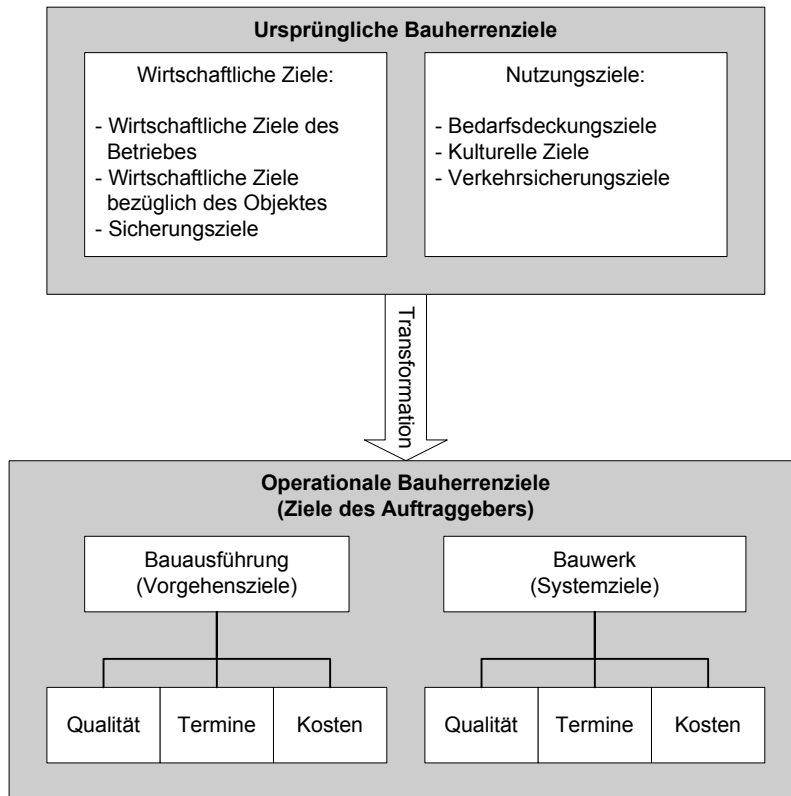 Ursprüngliche Bauherrenziele
Wirtschaftliche Ziele:
- Wirtschaftliche Ziele des
Betriebes
- Wirtschaftliche Ziele
bezüglich des Objektes
- Sicherungsziele
Nutzungsziele:
- Bedarfsdeckungsziele
- Kulturelle Ziele
- Verkehrsicherungsziele
Transformation
Operationale Bauherrenziele
(Ziele des Auftraggebers)
Bauausführung
(Vorgehensziele)
Qualität
Termine
Kosten
Bauwerk
(Systemziele)
Qualität
Termine
Kosten